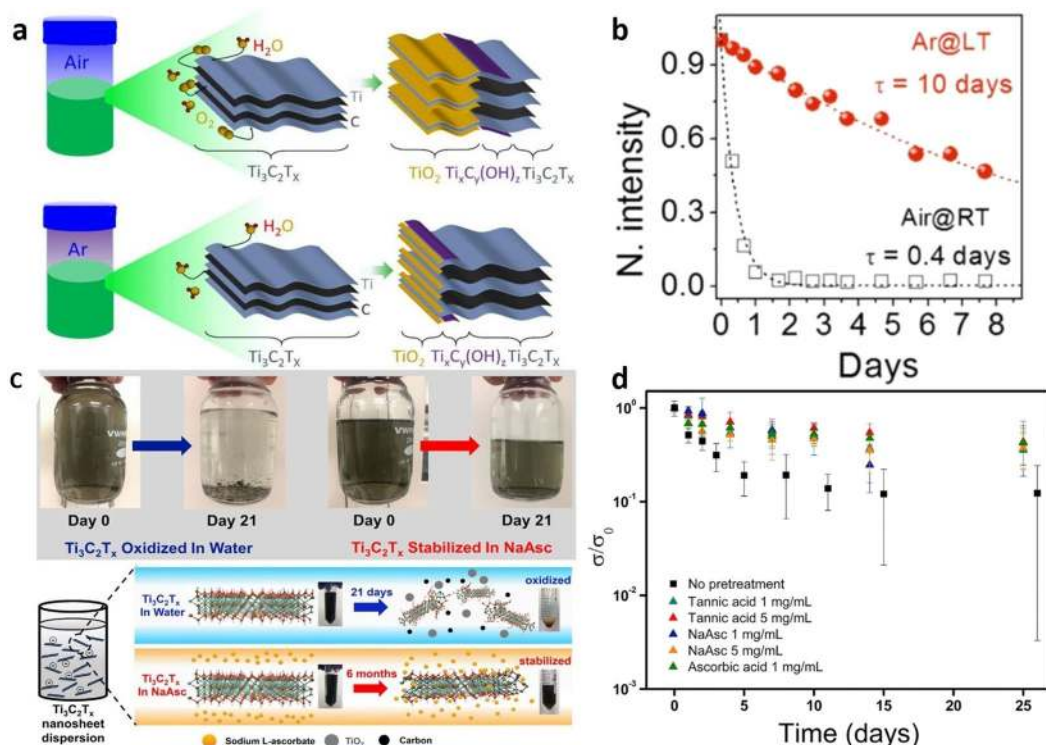 a
Air
H₂O
O₂
Ti
C
Ti₃C₂Tₓ
TiO₂ TiₓCᵧ(OH)_z Ti₃C₂Tₓ
Ar
H₂O
Ti
C
Ti₃C₂Tₓ
TiO₂ TiₓCᵧ(OH)_z Ti₃C₂Tₓ
b
N. intensity
0.9
0.6
0.3
0.0
Ar@LT
τ = 10 days
Air@RT
τ = 0.4 days
0 1 2 3 4 5 6 7 8
Days
c
Day 0
Day 21
Day 0
Day 21
Ti₃C₂Tₓ Oxidized In Water
Ti₃C₂Tₓ Stabilized In NaAsc
Ti₃C₂Tₓ
In Water
21 days
oxidized
Ti₃C₂Tₓ
In NaAsc
6 months
stabilized
Ti₃C₂Tₓ
nanosheet
dispersion
Sodium L-ascorbate
TiO₂
Carbon
d
σ/σ₀
10⁰
10⁻¹
10⁻²
10⁻³
No pretreatment
Tannic acid 1 mg/mL
Tannic acid 5 mg/mL
NaAsc 1 mg/mL
NaAsc 5 mg/mL
Ascorbic acid 1 mg/mL
0 5 10 15 20 25
Time (days)